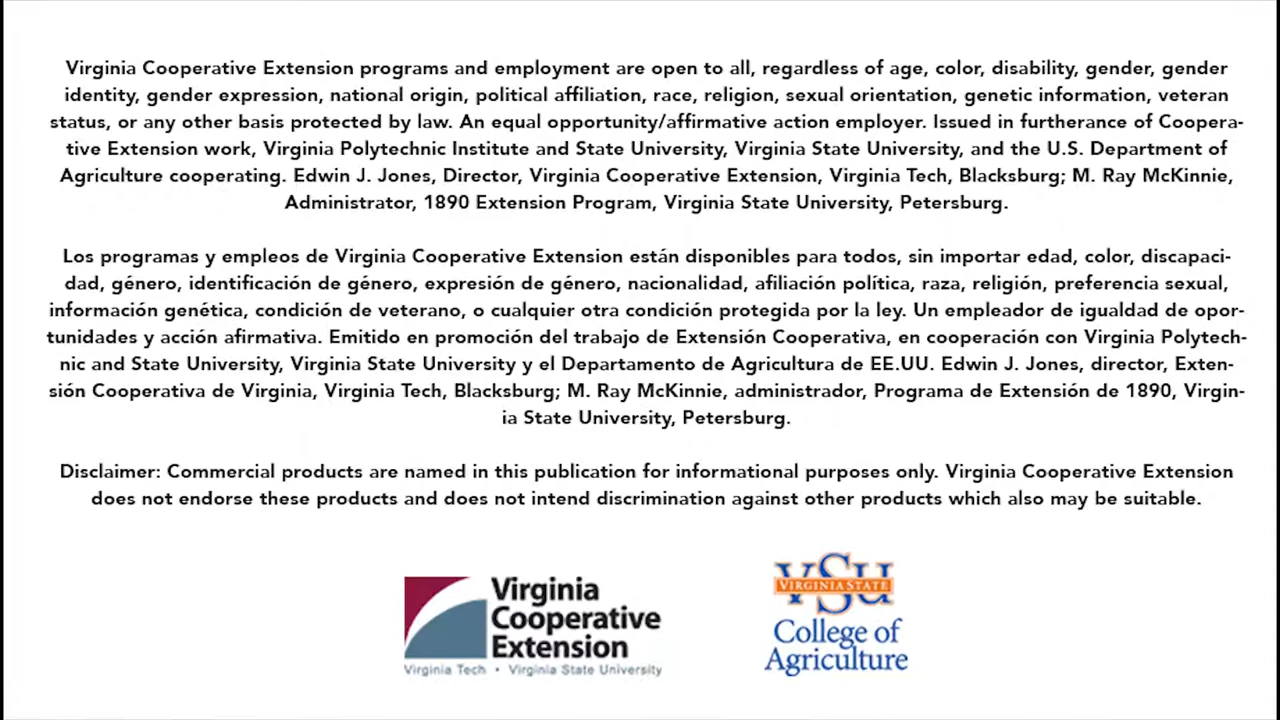 Virginia Cooperative Extension programs and employment are open to all, regardless of age, color, disability, gender, gender
identity, gender expression, national origin, political affiliation, race, religion, sexual orientation, genetic information, veteran
status, or any other basis protected by law. An equal opportunity/affirmative action employer. Issued in furtherance of Coopera-
tive Extension work, Virginia Polytechnic Institute and State University, Virginia State University, and the U.S. Department of
Agriculture cooperating. Edwin J. Jones, Director, Virginia Cooperative Extension, Virginia Tech, Blacksburg; M. Ray McKinnie,
Administrator, 1890 Extension Program, Virginia State University, Petersburg.
Los programas y empleos de Virginia Cooperative Extension están disponibles para todos, sin importar edad, color, discapaci-
dad, género, identificación de género, expresión de género, nacionalidad, afiliación política, raza, religión, preferencia sexual,
información genética, condición de veterano, o cualquier otra condición protegida por la ley. Un empleador de igualdad de opor-
tunidades y acción afirmativa. Emitido en promoción del trabajo de Extensión Cooperativa, en cooperación con Virginia Polytech-
nic and State University, Virginia State University y el Departamento de Agricultura de EE.UU. Edwin J. Jones, director, Exten-
sión Cooperativa de Virginia, Virginia Tech, Blacksburg; M. Ray McKinnie, administrador, Programa de Extensión de 1890, Virgin-
ia State University, Petersburg.
Disclaimer: Commercial products are named in this publication for informational purposes only. Virginia Cooperative Extension
does not endorse these products and does not intend discrimination against other products which also may be suitable.
Virginia
Cooperative
Extension
Virginia Tech • Virginia State University
VSU
VIRGINIA STATE
College of
Agriculture